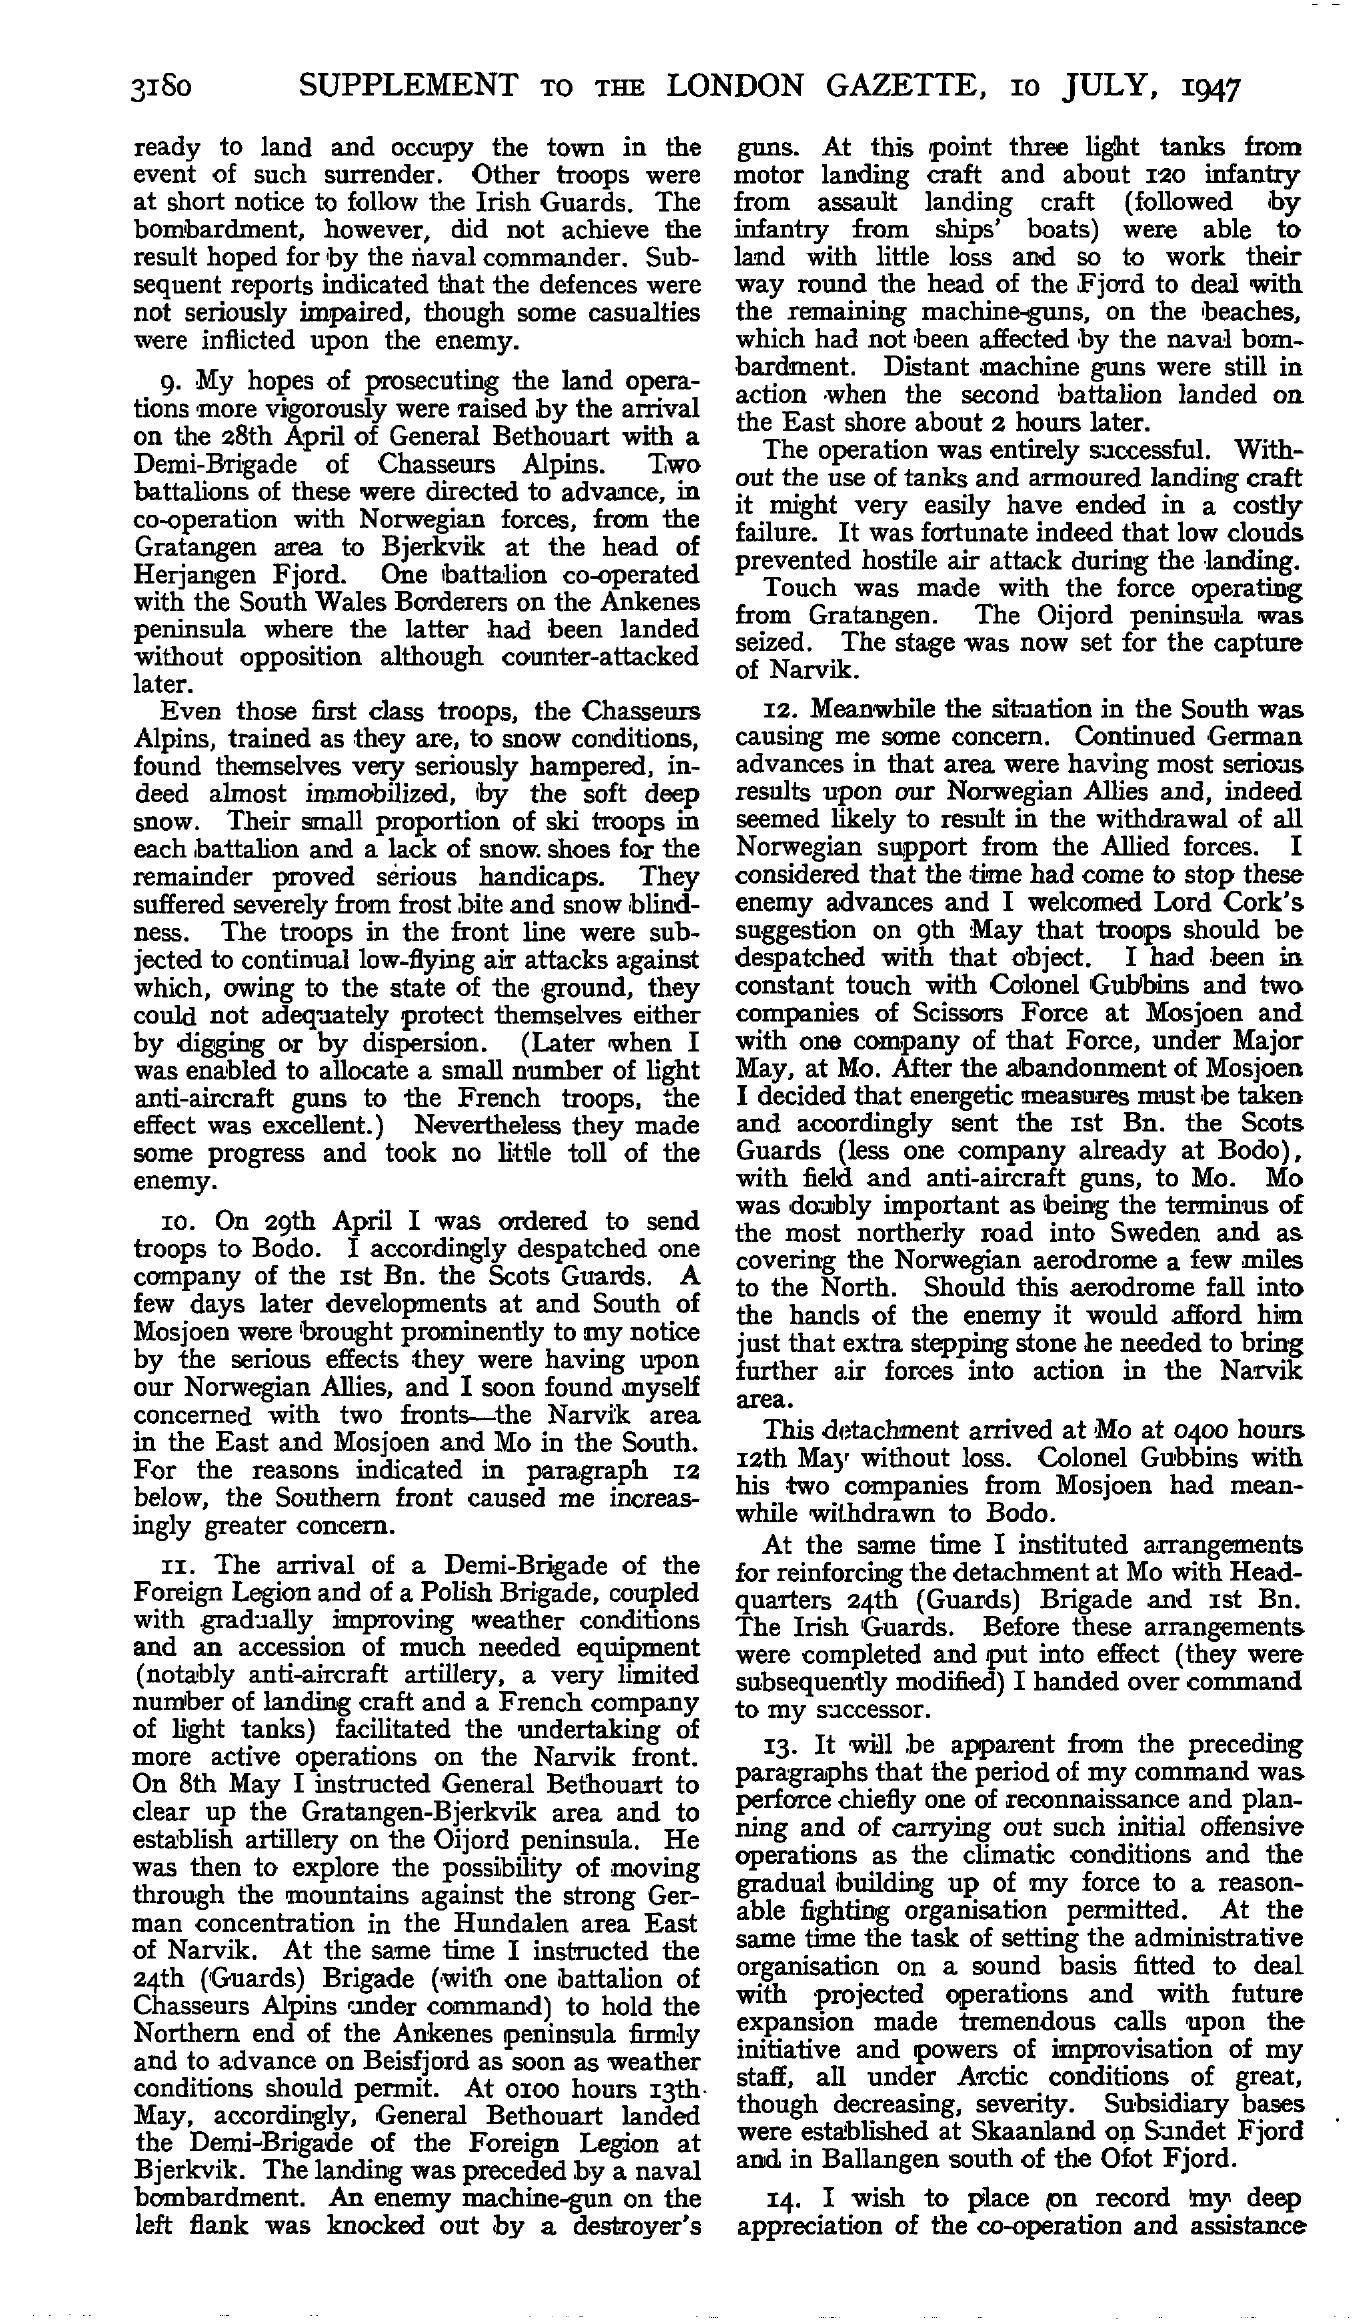 3180 SUPPLEMENT TO THE LONDON GAZETTE, 10 JULY, 1947
ready to land and occupy the town in the
event of such surrender. Other troops were
at short notice to follow the Irish Guards. The
bombardment, however, did not achieve the
result hoped for by the naval commander. Sub-
sequent reports indicated that the defences were
not seriously impaired, though some casualties
were inflicted upon the enemy.
9. My hopes of prosecuting the land opera-
tions more vigorously were raised by the arrival
on the 28th April of General Bethouart with a
Demi-Brigade of Chasseurs Alpins. Two
battalions of these were directed to advance, in
co-operation with Norwegian forces, from the
Gratangen area to Bjerkvik at the head of
Herjangen Fjord. One battalion co-operated
with the South Wales Borderers on the Ankenes
peninsula where the latter had been landed
without opposition although counter-attacked
later.
Even those first class troops, the Chasseurs
Alpins, trained as they are, to snow conditions,
found themselves very seriously hampered, in-
deed almost immobilized, by the soft deep
snow. Their small proportion of ski troops in
each battalion and a lack of snow shoes for the
remainder proved serious handicaps. They
suffered severely from frost bite and snow blind-
ness. The troops in the front line were sub-
jected to continual low-flying air attacks against
which, owing to the state of the ground, they
could not adequately protect themselves either
by digging or by dispersion. (Later when I
was enabled to allocate a small number of light
anti-aircraft guns to the French troops, the
effect was excellent.) Nevertheless they made
some progress and took no little toll of the
enemy.
10. On 29th April I was ordered to send
troops to Bodo. I accordingly despatched one
company of the 1st Bn. the Scots Guards. A
few days later developments at and South of
Mosjoen were brought prominently to my notice
by the serious effects they were having upon
our Norwegian Allies, and I soon found myself
concerned with two fronts—the Narvik area
in the East and Mosjoen and Mo in the South.
For the reasons indicated in paragraph 12
below, the Southern front caused me increas-
ingly greater concern.
11. The arrival of a Demi-Brigade of the
Foreign Legion and of a Polish Brigade, coupled
with gradually improving weather conditions
and an accession of much needed equipment
(notably anti-aircraft artillery, a very limited
number of landing craft and a French company
of light tanks) facilitated the undertaking of
more active operations on the Narvik front.
On 8th May I instructed General Bethouart to
clear up the Gratangen-Bjerkvik area and to
establish artillery on the Oijord peninsula. He
was then to explore the possibility of moving
through the mountains against the strong Ger-
man concentration in the Hundalen area East
of Narvik. At the same time I instructed the
24th (Guards) Brigade (with one battalion of
Chasseurs Alpins under command) to hold the
Northern end of the Ankenes peninsula firmly
and to advance on Beisfjord as soon as weather
conditions should permit. At 0100 hours 13th
May, accordingly, General Bethouart landed
the Demi-Brigade of the Foreign Legion at
Bjerkvik. The landing was preceded by a naval
bombardment. An enemy machine-gun on the
left flank was knocked out by a destroyer's
guns. At this point three light tanks from
motor landing craft and about 120 infantry
from assault landing craft (followed by
infantry from ships' boats) were able to
land with little loss and so to work their
way round the head of the Fjord to deal with
the remaining machine-guns, on the beaches,
which had not been affected by the naval bom-
bardment. Distant machine guns were still in
action when the second battalion landed on
the East shore about 2 hours later.
The operation was entirely successful. With-
out the use of tanks and armoured landing craft
it might very easily have ended in a costly
failure. It was fortunate indeed that low clouds
prevented hostile air attack during the landing.
Touch was made with the force operating
from Gratangen. The Oijord peninsula was
seized. The stage was now set for the capture
of Narvik.
12. Meanwhile the situation in the South was
causing me some concern. Continued German
advances in that area were having most serious
results upon our Norwegian Allies and, indeed
seemed likely to result in the withdrawal of all
Norwegian support from the Allied forces. I
considered that the time had come to stop these
enemy advances and I welcomed Lord Cork's
suggestion on 9th May that troops should be
despatched with that object. I had been in
constant touch with Colonel Gubbins and two
companies of Scissors Force at Mosjoen and
with one company of that Force, under Major
May, at Mo. After the abandonment of Mosjoen
I decided that energetic measures must be taken
and accordingly sent the 1st Bn. the Scots
Guards (less one company already at Bodo),
with field and anti-aircraft guns, to Mo. Mo
was doubly important as being the terminus of
the most northerly road into Sweden and as
covering the Norwegian aerodrome a few miles
to the North. Should this aerodrome fall into
the hands of the enemy it would afford him
just that extra stepping stone he needed to bring
further air forces into action in the Narvik
area.
This detachment arrived at Mo at 0400 hours
12th May without loss. Colonel Gubbins with
his two companies from Mosjoen had mean-
while withdrawn to Bodo.
At the same time I instituted arrangements
for reinforcing the detachment at Mo with Head-
quarters 24th (Guards) Brigade and 1st Bn.
The Irish Guards. Before these arrangements
were completed and put into effect (they were
subsequently modified) I handed over command
to my successor.
13. It will be apparent from the preceding
paragraphs that the period of my command was
perforce chiefly one of reconnaissance and plan-
ning and of carrying out such initial offensive
operations as the climatic conditions and the
gradual building up of my force to a reason-
able fighting organisation permitted. At the
same time the task of setting the administrative
organisation on a sound basis fitted to deal
with projected operations and with future
expansion made tremendous calls upon the
initiative and powers of improvisation of my
staff, all under Arctic conditions of great,
though decreasing, severity. Subsidiary bases
were established at Skaanland on Sandet Fjord
and in Ballangen south of the Ofot Fjord.
14. I wish to place on record my deep
appreciation of the co-operation and assistance